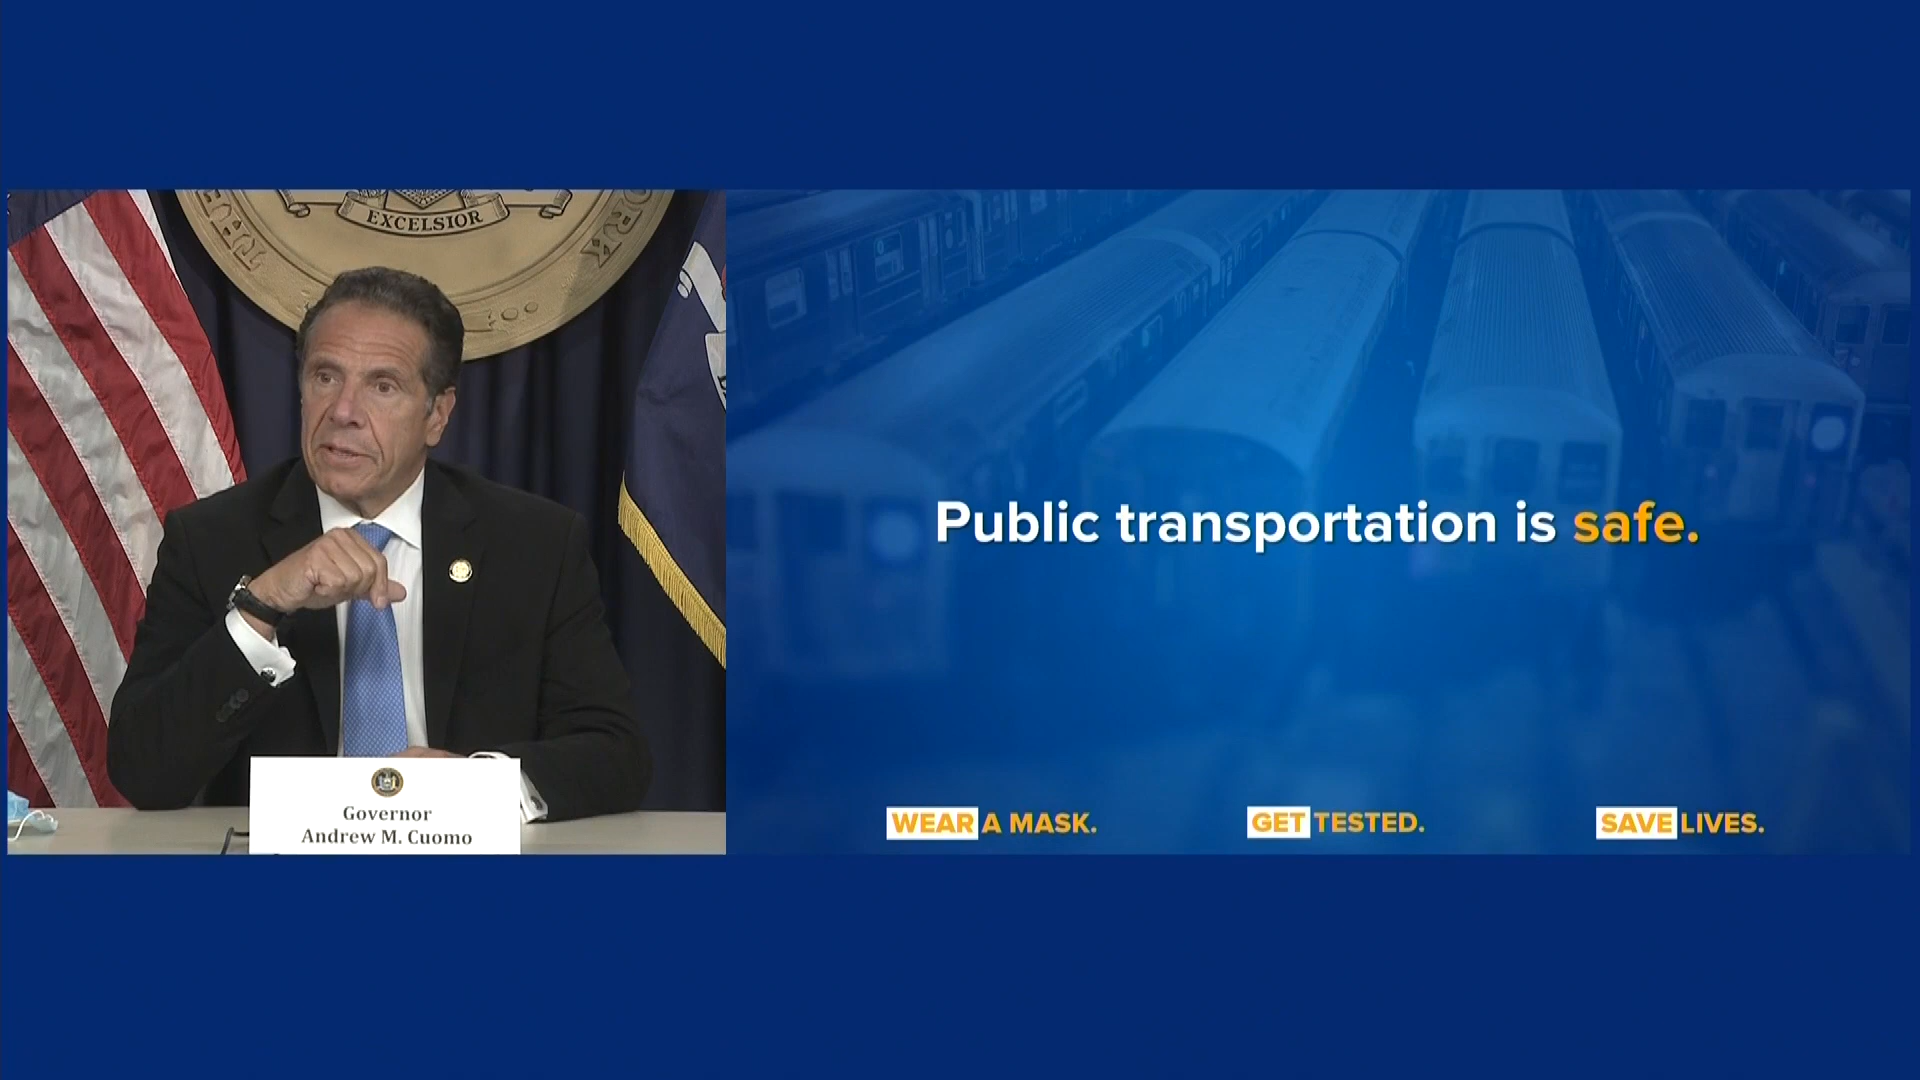 EXCELSIOR
Governor
Andrew M. Cuomo
Public transportation is safe.
WEAR A MASK.
GET TESTED.
SAVE LIVES.